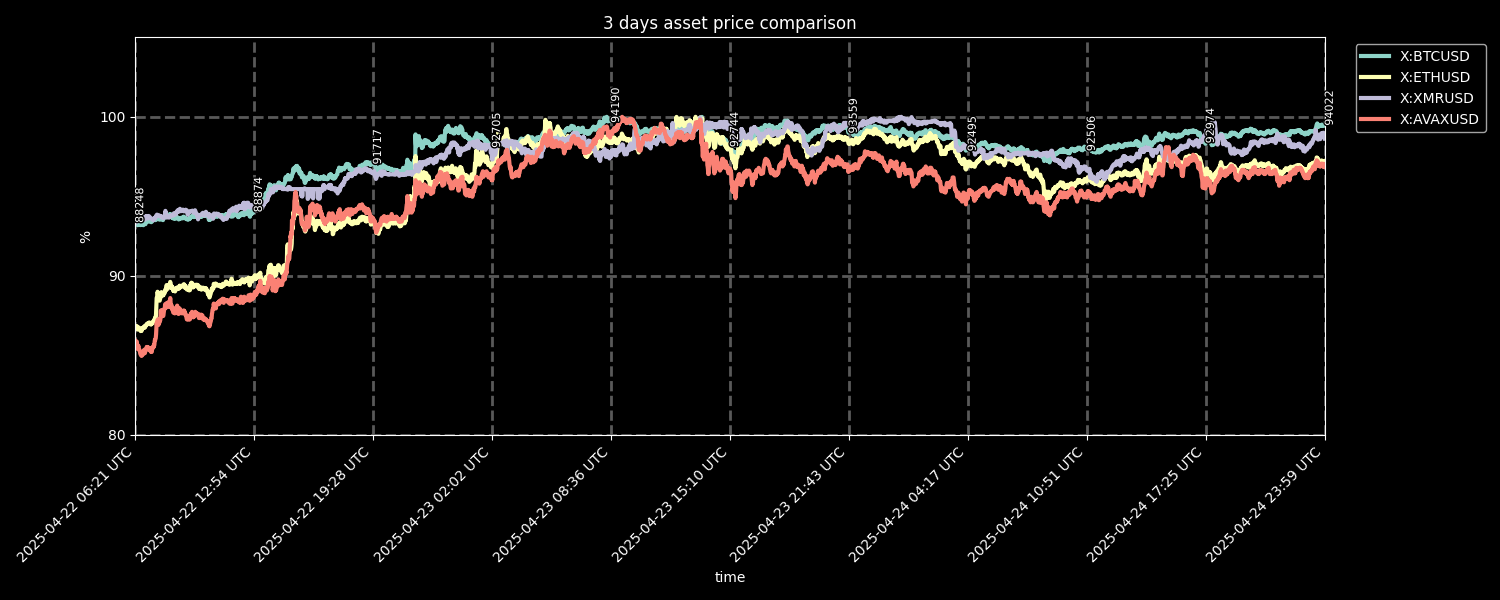 3 days asset price comparison
X:BTCUSD
X:ETHUSD
X:XMRUSD
X:AVAXUSD
100
90
80
%
88248
88874
91717
92705
94190
92744
93559
92495
92506
92974
94022
2025-04-22 06:21 UTC
2025-04-22 12:54 UTC
2025-04-22 19:28 UTC
2025-04-23 02:02 UTC
2025-04-23 08:36 UTC
2025-04-23 15:10 UTC
2025-04-23 21:43 UTC
2025-04-24 04:17 UTC
2025-04-24 10:51 UTC
2025-04-24 17:25 UTC
2025-04-24 23:59 UTC
time